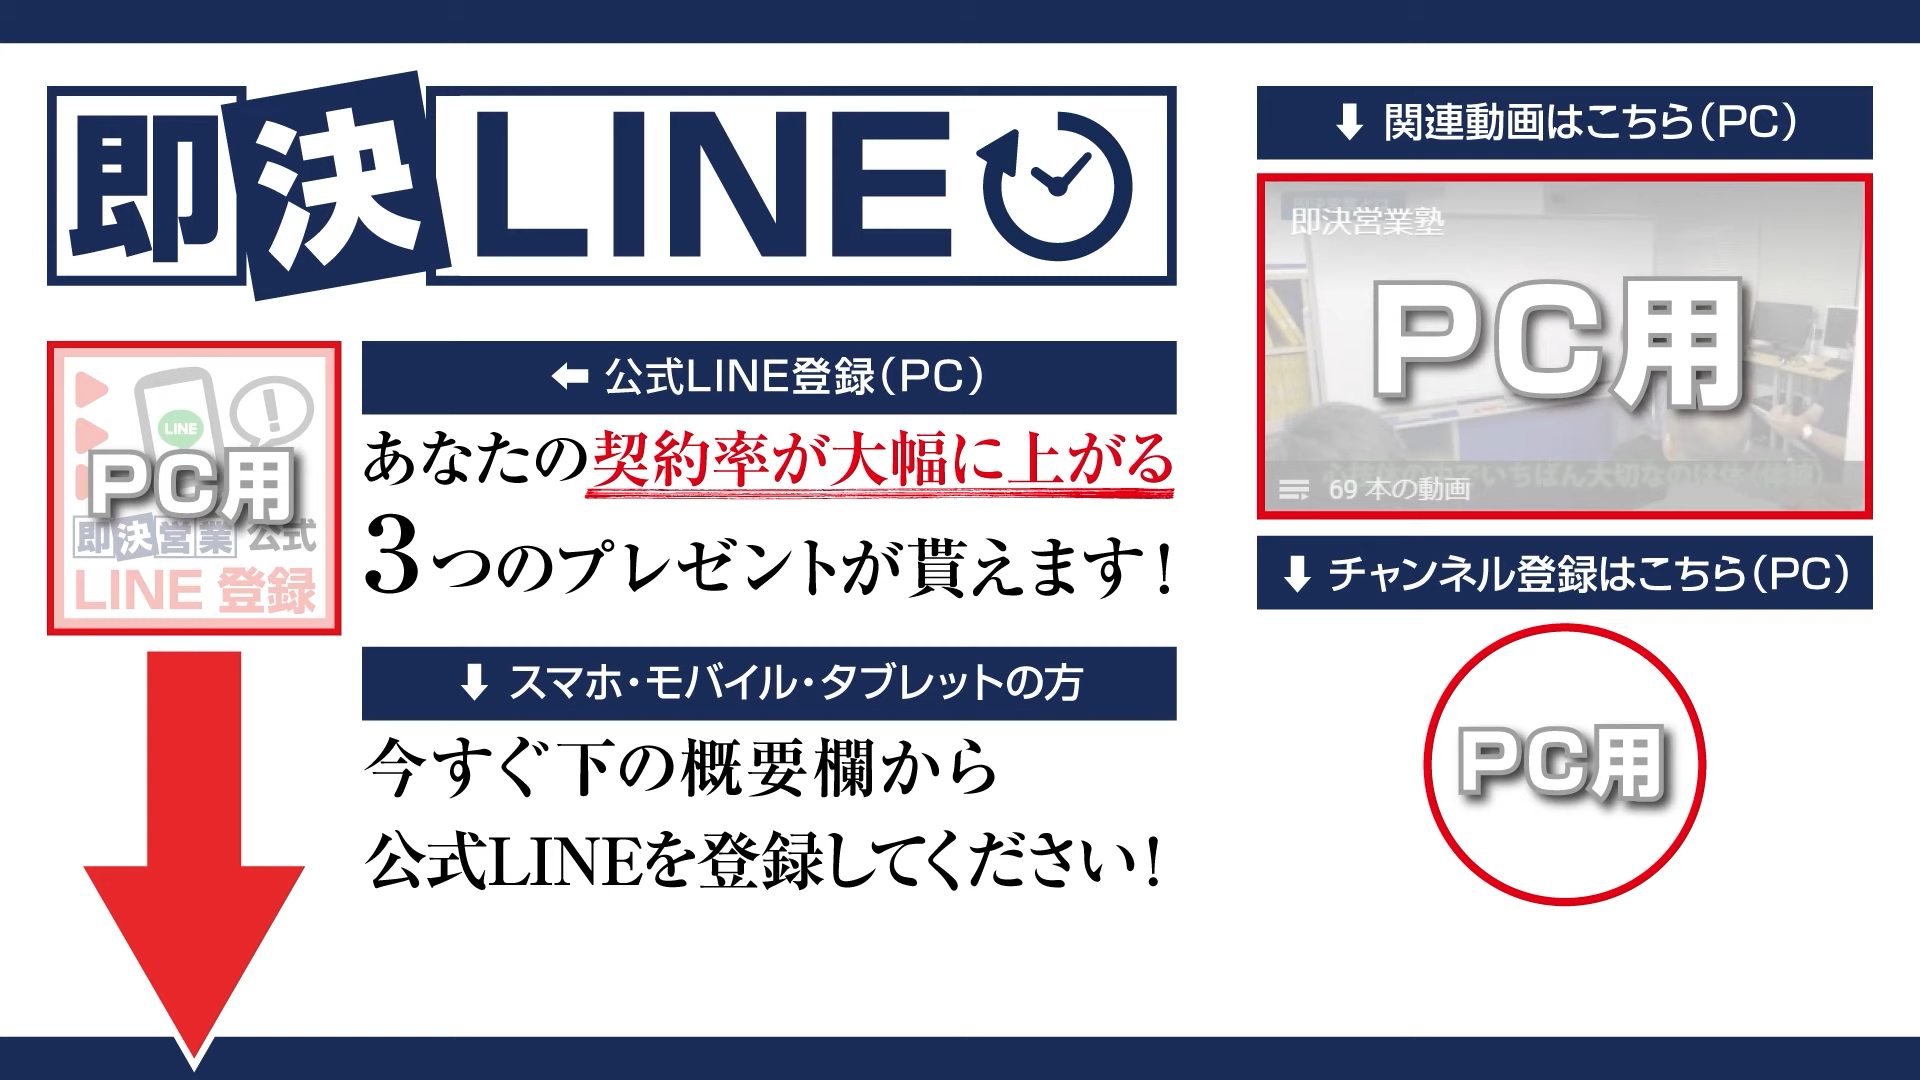 即決LINE
PC用
LINE
即決営業 公式
LINE 登録
← 公式LINE登録（PC）
あなたの契約率が大幅に上がる
3つのプレゼントが貰えます！
↓ スマホ・モバイル・タブレットの方
今すぐ下の概要欄から
公式LINEを登録してください！
↓ 関連動画はこちら（PC）
即決営業塾
PC用
69 本の動画
↓ チャンネル登録はこちら（PC）
PC用